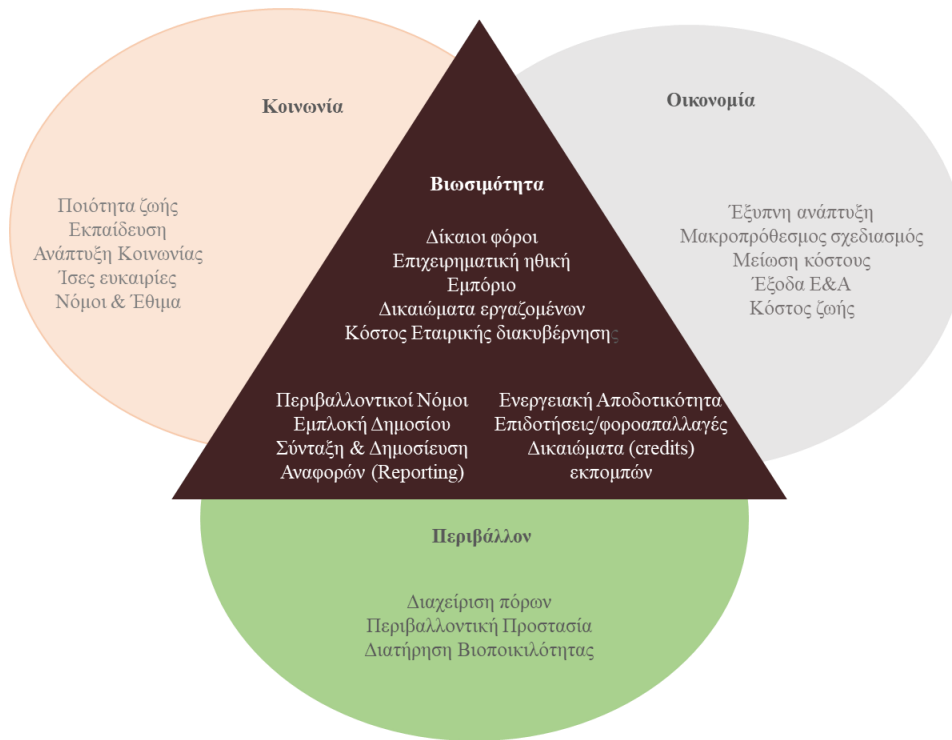 Κοινωνία
Ποιότητα ζωής
Εκπαίδευση
Ανάπτυξη Κοινωνίας
Ίσες ευκαιρίες
Νόμοι & Έθιμα
Οικονομία
Έξυπνη ανάπτυξη
Μακροπρόθεσμος σχεδιασμός
Μείωση κόστους
Έξοδα Ε&Α
Κόστος ζωής
Βιωσιμότητα
Δίκαιοι φόροι
Επιχειρηματική ηθική
Εμπόριο
Δικαιώματα εργαζομένων
Κόστος Εταιρικής διακυβέρνησης
Περιβαλλοντικοί Νόμοι
Εμπλοκή Δημοσίου
Σύνταξη & Δημοσίευση
Αναφορών (Reporting)
Ενεργειακή Αποδοτικότητα
Επιδοτήσεις/φοροαπαλλαγές
Δικαιώματα (credits)
εκπομπών
Περιβάλλον
Διαχείριση πόρων
Περιβαλλοντική Προστασία
Διατήρηση Βιοποικιλότητας